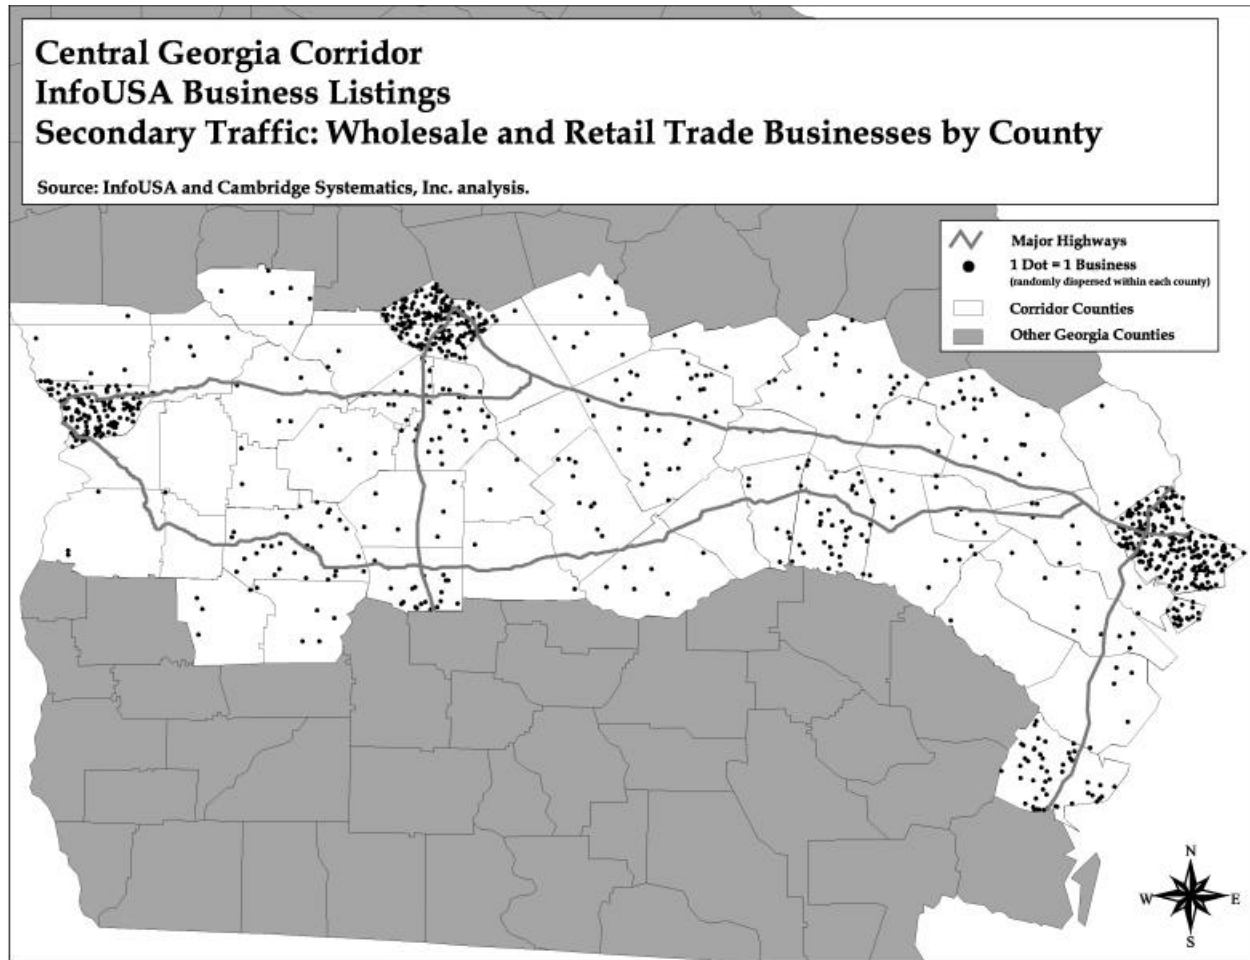 Central Georgia Corridor
InfoUSA Business Listings
Secondary Traffic: Wholesale and Retail Trade Businesses by County
Source: InfoUSA and Cambridge Systematics, Inc. analysis.
Major Highways
1 Dot = 1 Business
(randomly dispersed within each county)
Corridor Counties
Other Georgia Counties
N
W E
S